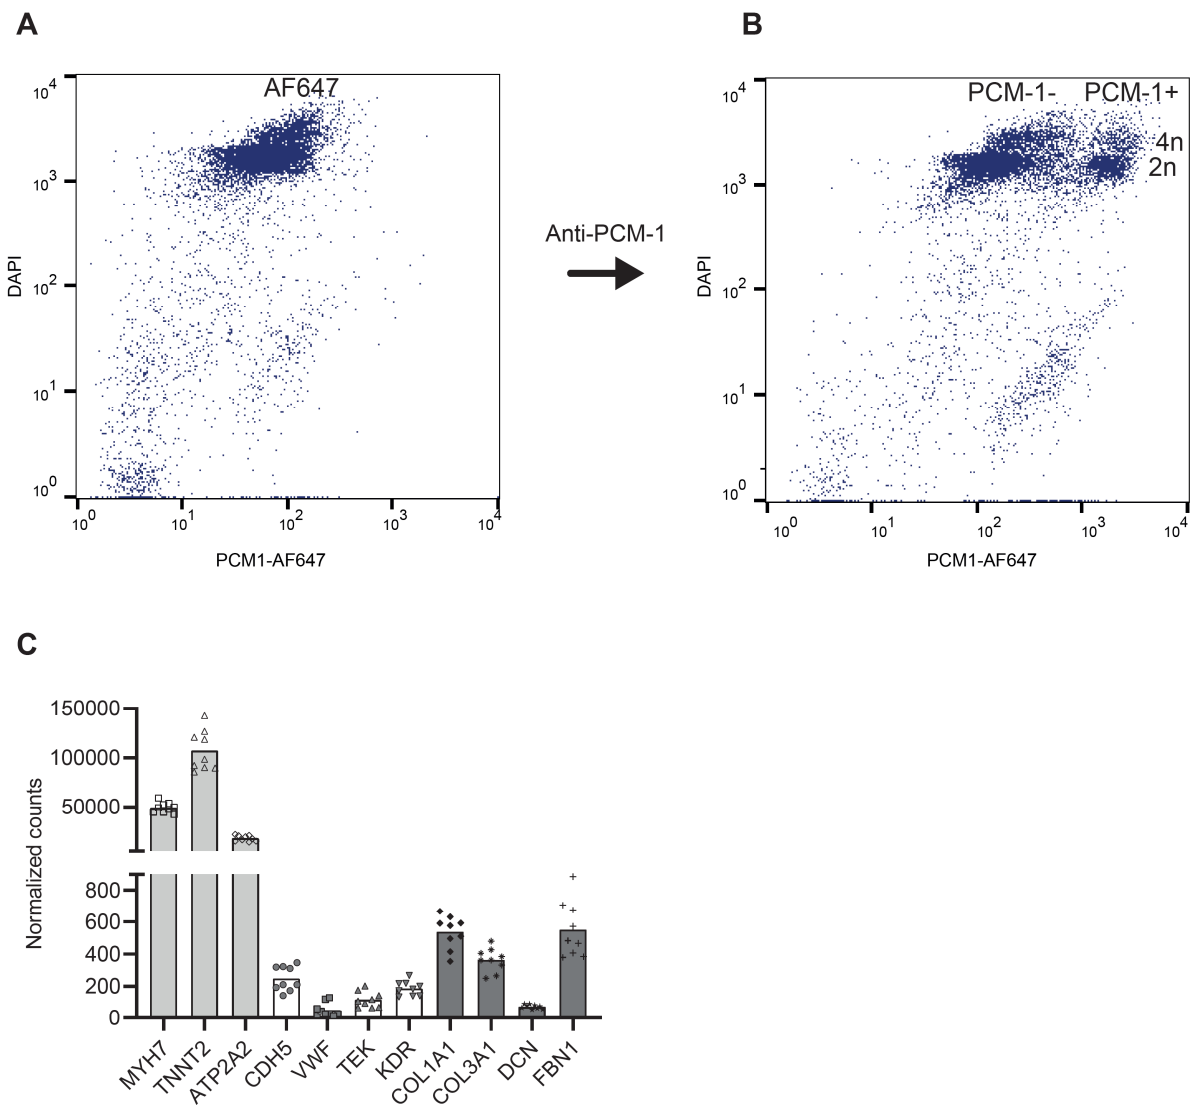 A
AF647
10^4
10^3
10^2
10^1
10^0
DAPI
10^0 10^1 10^2 10^3 10^4
PCM1-AF647
Anti-PCM-1
B
PCM-1- PCM-1+
4n
2n
10^4
10^3
10^2
10^1
10^0
DAPI
10^0 10^1 10^2 10^3 10^4
PCM1-AF647
C
Normalized counts
150000
100000
50000
800
600
400
200
0
MYH7 TNNT2 ATP2A2 CDH5 VWF TEK KDR COL1A1 COL3A1 DCN FBN1